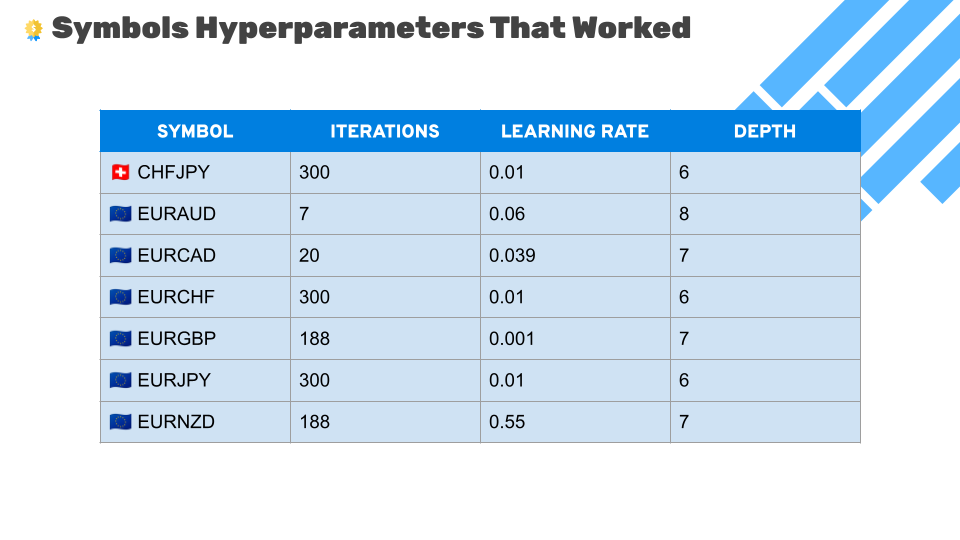 Symbols Hyperparameters That Worked
SYMBOL ITERATIONS LEARNING RATE DEPTH
CHFJPY 300 0.01 6
EURAUD 7 0.06 8
EURCAD 20 0.039 7
EURCHF 300 0.01 6
EURGBP 188 0.001 7
EURJPY 300 0.01 6
EURNZD 188 0.55 7